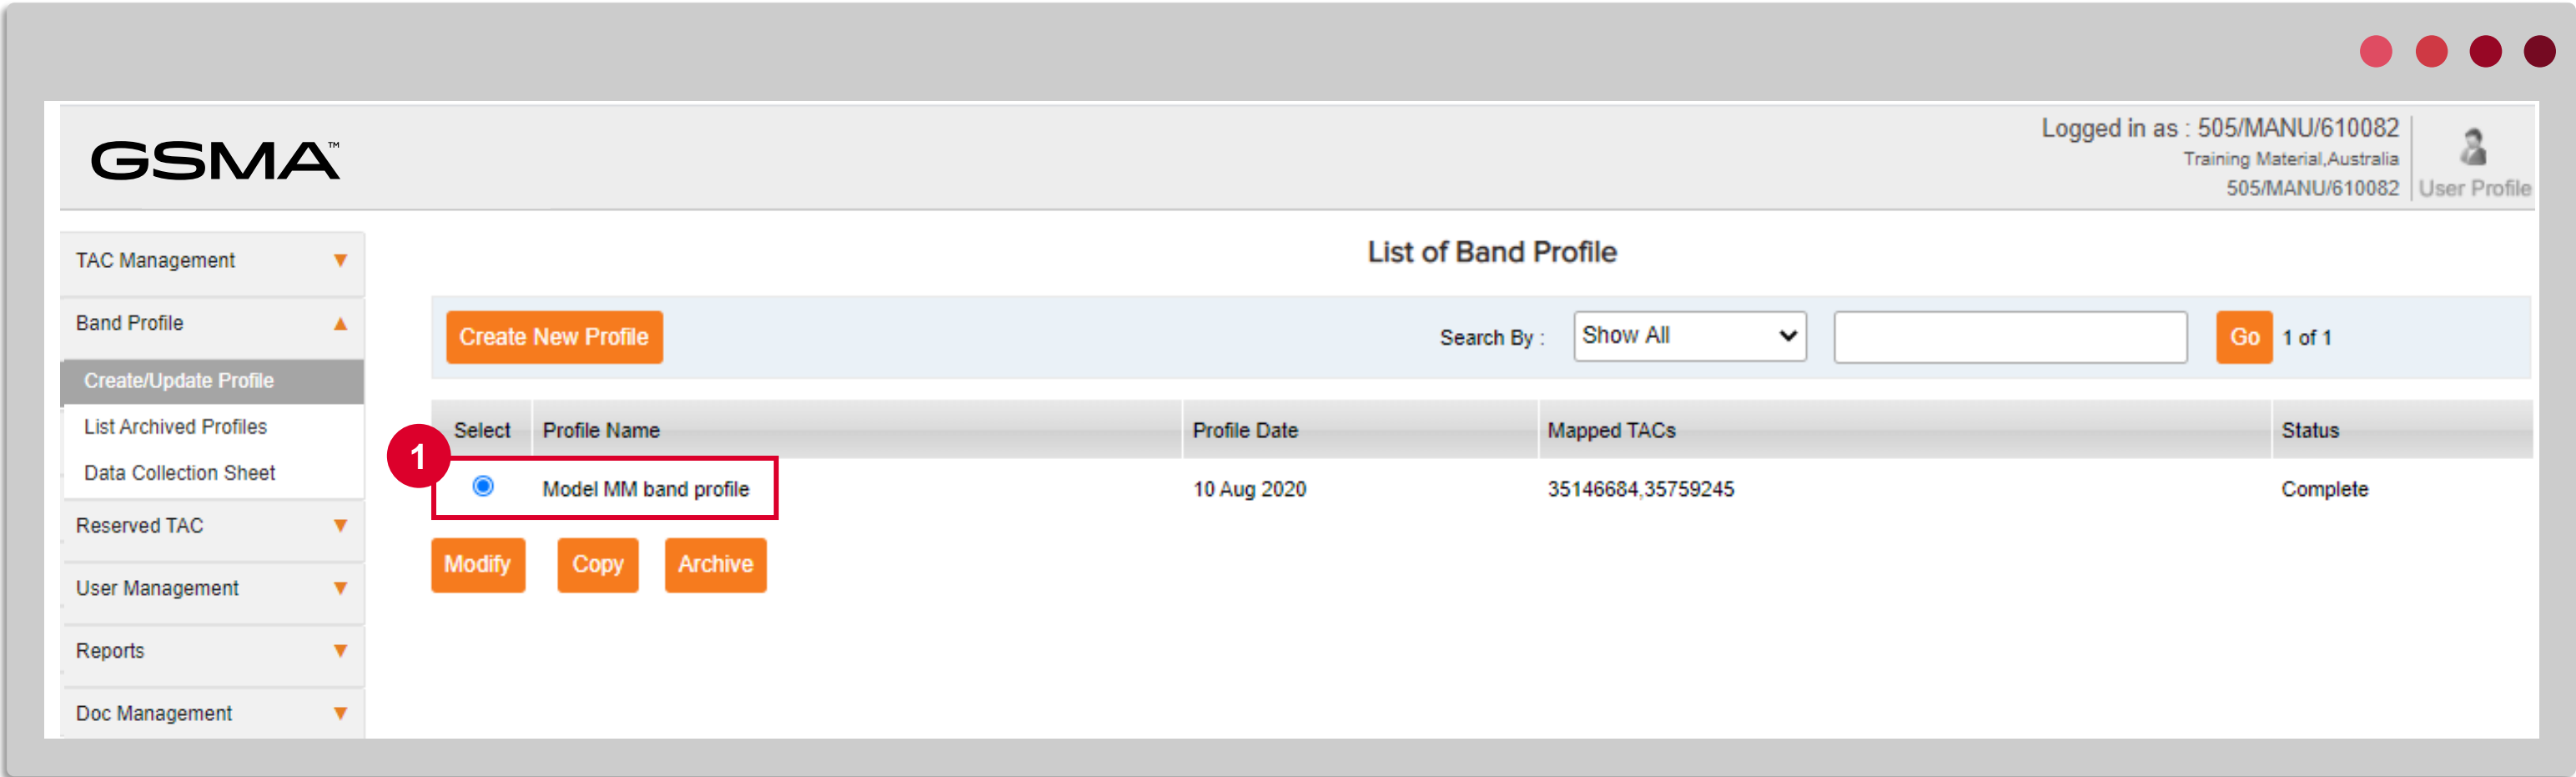 GSMA™
Logged in as : 505/MANU/610082
Training Material,Australia
505/MANU/610082
User Profile
TAC Management
Band Profile
Create/Update Profile
List Archived Profiles
Data Collection Sheet
Reserved TAC
User Management
Reports
Doc Management
List of Band Profile
Create New Profile
Search By :
Show All
Go
1 of 1
Select Profile Name Profile Date Mapped TACs Status
1
Model MM band profile 10 Aug 2020 35146684,35759245 Complete
Modify Copy Archive